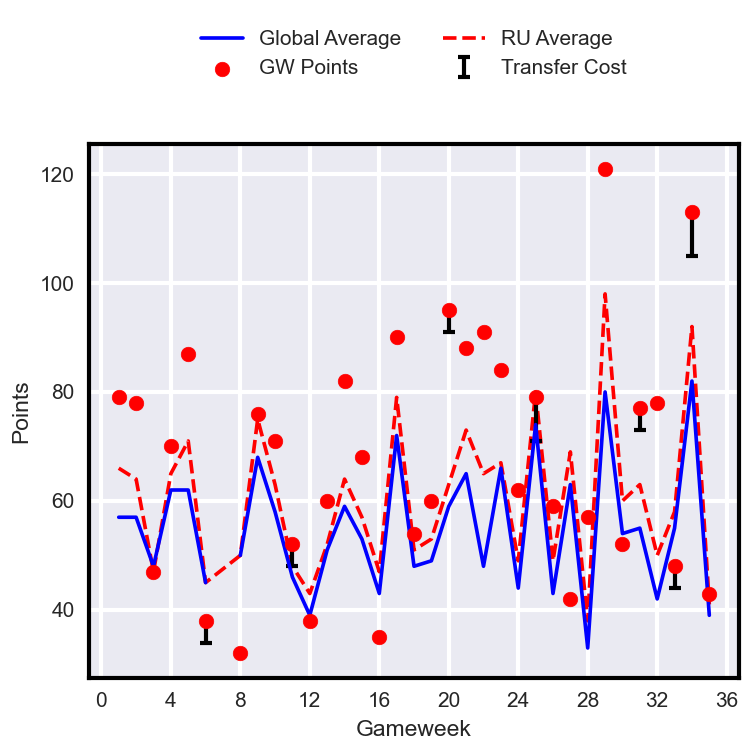 Global Average RU Average
GW Points Transfer Cost
120
100
80
60
40
Points
0 4 8 12 16 20 24 28 32 36
Gameweek